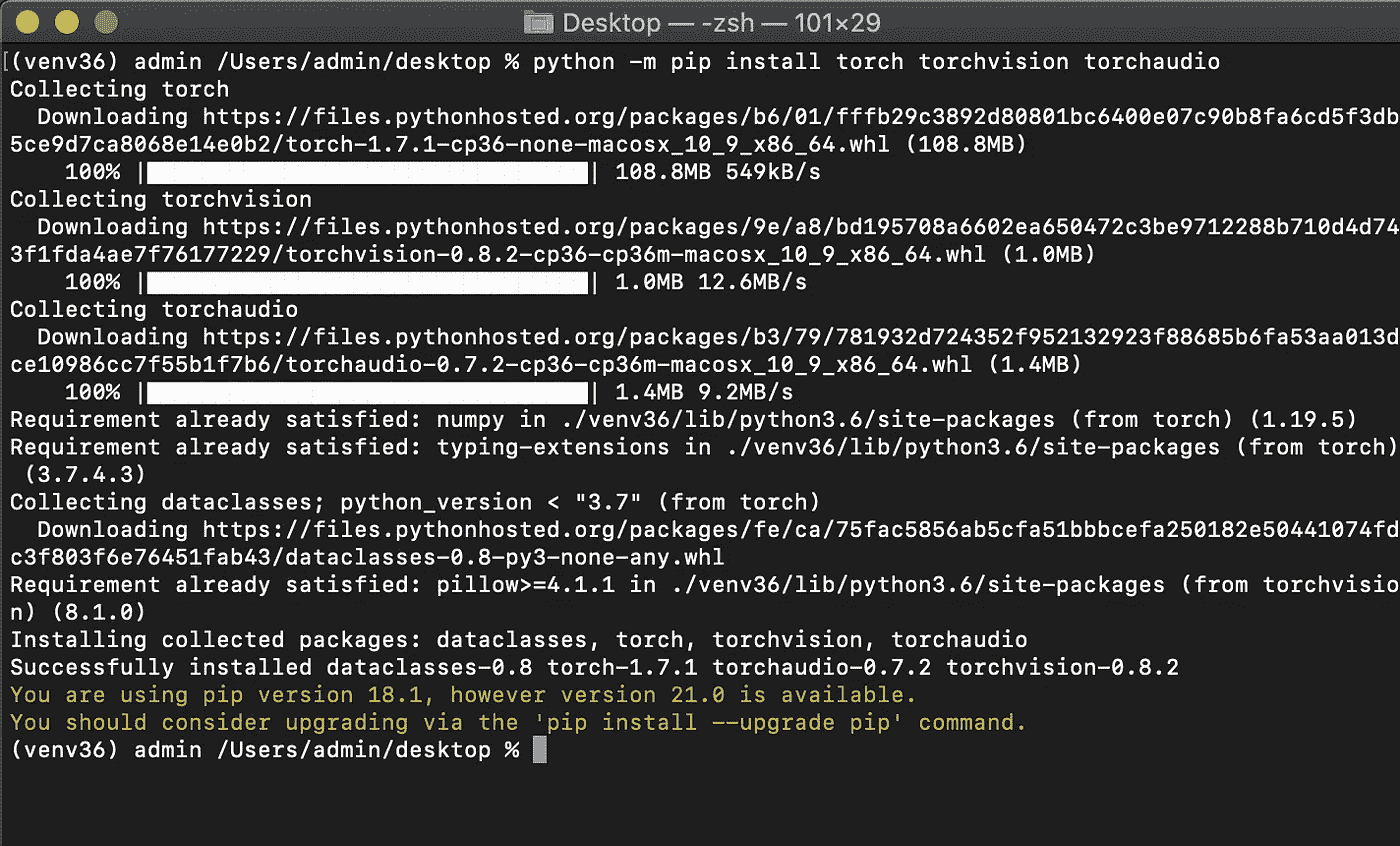 Desktop — -zsh — 101×29
[(venv36) admin /Users/admin/desktop % python -m pip install torch torchvision torchaudio
Collecting torch
  Downloading https://files.pythonhosted.org/packages/b6/01/fffb29c3892d80801bc6400e07c90b8fa6cd5f3db
5ce9d7ca8068e14e0b2/torch-1.7.1-cp36-none-macosx_10_9_x86_64.whl (108.8MB)
    100% |████████████████████████████████| 108.8MB 549kB/s
Collecting torchvision
  Downloading https://files.pythonhosted.org/packages/9e/a8/bd195708a6602ea650472c3be9712288b710d4d74
3f1fda4ae7f76177229/torchvision-0.8.2-cp36-cp36m-macosx_10_9_x86_64.whl (1.0MB)
    100% |████████████████████████████████| 1.0MB 12.6MB/s
Collecting torchaudio
  Downloading https://files.pythonhosted.org/packages/b3/79/781932d724352f952132923f88685b6fa53aa013d
ce10986cc7f55b1f7b6/torchaudio-0.7.2-cp36-cp36m-macosx_10_9_x86_64.whl (1.4MB)
    100% |████████████████████████████████| 1.4MB 9.2MB/s
Requirement already satisfied: numpy in ./venv36/lib/python3.6/site-packages (from torch) (1.19.5)
Requirement already satisfied: typing-extensions in ./venv36/lib/python3.6/site-packages (from torch)
 (3.7.4.3)
Collecting dataclasses; python_version < "3.7" (from torch)
  Downloading https://files.pythonhosted.org/packages/fe/ca/75fac5856ab5cfa51bbbcefa250182e50441074fd
c3f803f6e76451fab43/dataclasses-0.8-py3-none-any.whl
Requirement already satisfied: pillow>=4.1.1 in ./venv36/lib/python3.6/site-packages (from torchvisio
n) (8.1.0)
Installing collected packages: dataclasses, torch, torchvision, torchaudio
Successfully installed dataclasses-0.8 torch-1.7.1 torchaudio-0.7.2 torchvision-0.8.2
You are using pip version 18.1, however version 21.0 is available.
You should consider upgrading via the 'pip install --upgrade pip' command.
(venv36) admin /Users/admin/desktop %